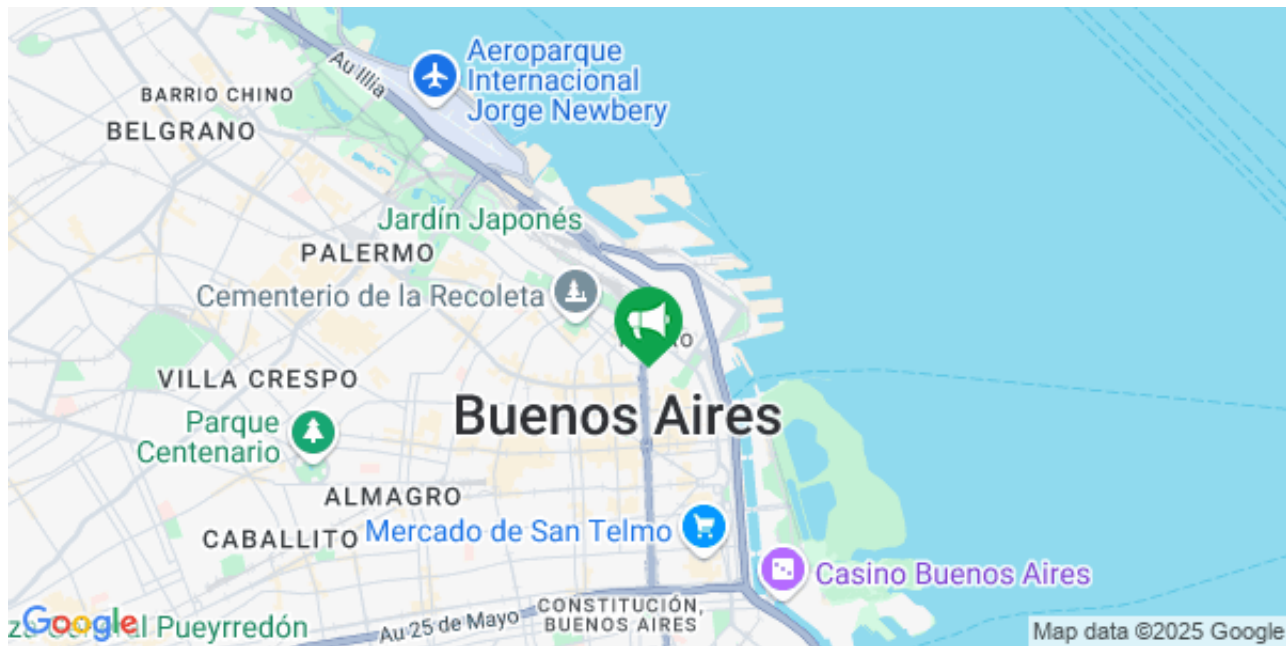 Aeroparque
Internacional
Jorge Newbery
Au Illia
BARRIO CHINO
BELGRANO
Jardín Japonés
PALERMO
Cementerio de la Recoleta
VILLA CRESPO
Buenos Aires
Parque
Centenario
ALMAGRO
CABALLITO
Mercado de San Telmo
Casino Buenos Aires
CONSTITUCIÓN,
BUENOS AIRES
Au 25 de Mayo
Google
Pueyrredón
Map data ©2025 Google